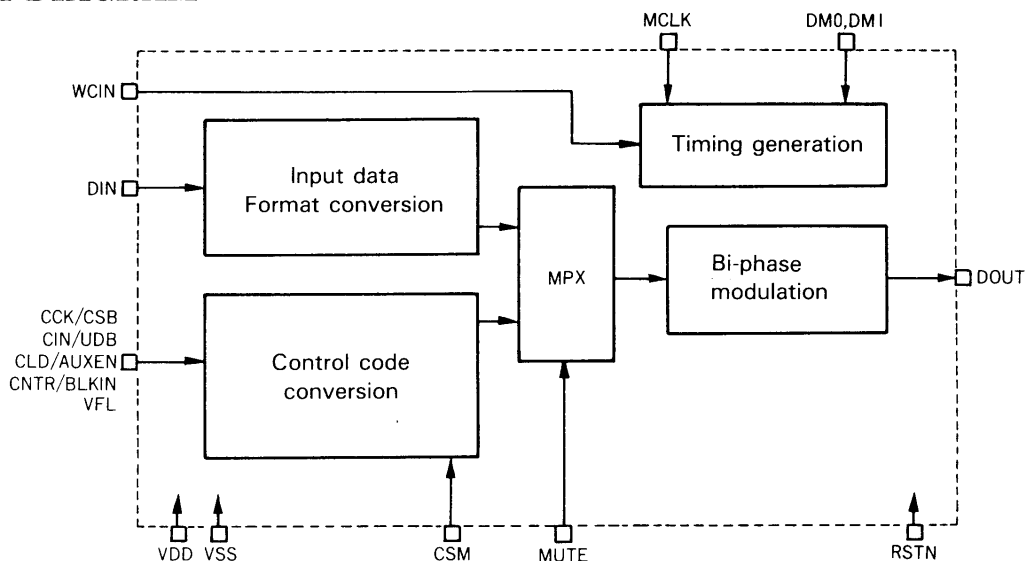 MCLK
DM0,DM1
WCIN
Timing generation
Input data
Format conversion
DIN
MPX
Bi-phase
modulation
DOUT
CCK/CSB
CIN/UDB
CLD/AUXEN
CNTR/BLKIN
VFL
Control code
conversion
VDD
VSS
CSM
MUTE
RSTN